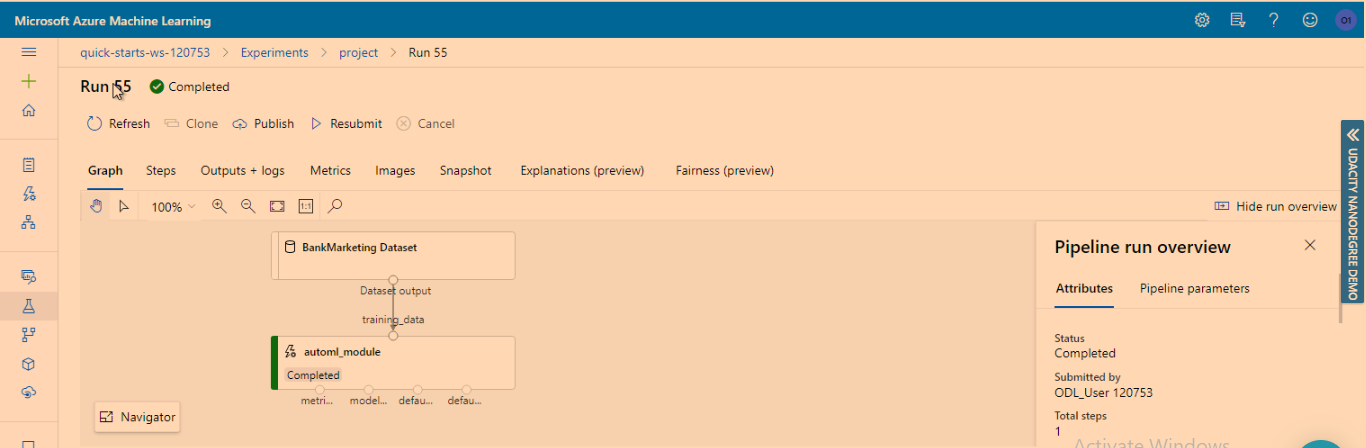 Microsoft Azure Machine Learning
O1
quick-starts-ws-120753 > Experiments > project > Run 55
Run 55 Completed
Refresh Clone Publish Resubmit Cancel
Graph Steps Outputs + logs Metrics Images Snapshot Explanations (preview) Fairness (preview)
100% 1:1 Hide run overview
BankMarketing Dataset
Dataset output
training_data
automl_module
Completed
metri... model... defau... defau...
Navigator
Pipeline run overview
Attributes Pipeline parameters
Status
Completed
Submitted by
ODL_User 120753
Total steps
1
Activate Windows
UDACITY NANODEGREE DEMO